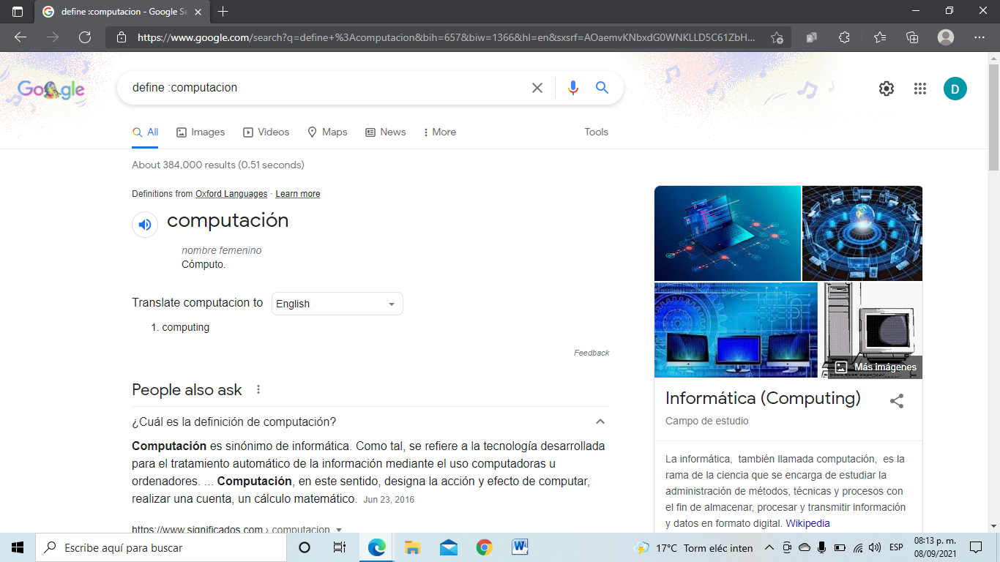 define :computacion - Google Se
https://www.google.com/search?q=define+%3Acomputacion&bih=657&biw=1366&hl=en&sxsrf=AOaemvKNbxdG0WNKLLD5C61ZbH...
Google
define :computacion
D
All
Images
Videos
Maps
News
More
Tools
About 384,000 results (0.51 seconds)
Definitions from Oxford Languages · Learn more
computación
nombre femenino
Cómputo.
Translate computacion to English
1. computing
Feedback
People also ask
¿Cuál es la definición de computación?
Computación es sinónimo de informática. Como tal, se refiere a la tecnología desarrollada
para el tratamiento automático de la información mediante el uso computadoras u
ordenadores. ... Computación, en este sentido, designa la acción y efecto de computar,
realizar una cuenta, un cálculo matemático. Jun 23, 2016
https://www.significados.com › computacion
Más imágenes
Informática (Computing)
Campo de estudio
La informática, también llamada computación, es la
rama de la ciencia que se encarga de estudiar la
administración de métodos, técnicas y procesos con
el fin de almacenar, procesar y transmitir información
y datos en formato digital. Wikipedia
Escribe aquí para buscar
17°C Torm eléc inten
ESP
08:13 p. m.
08/09/2021